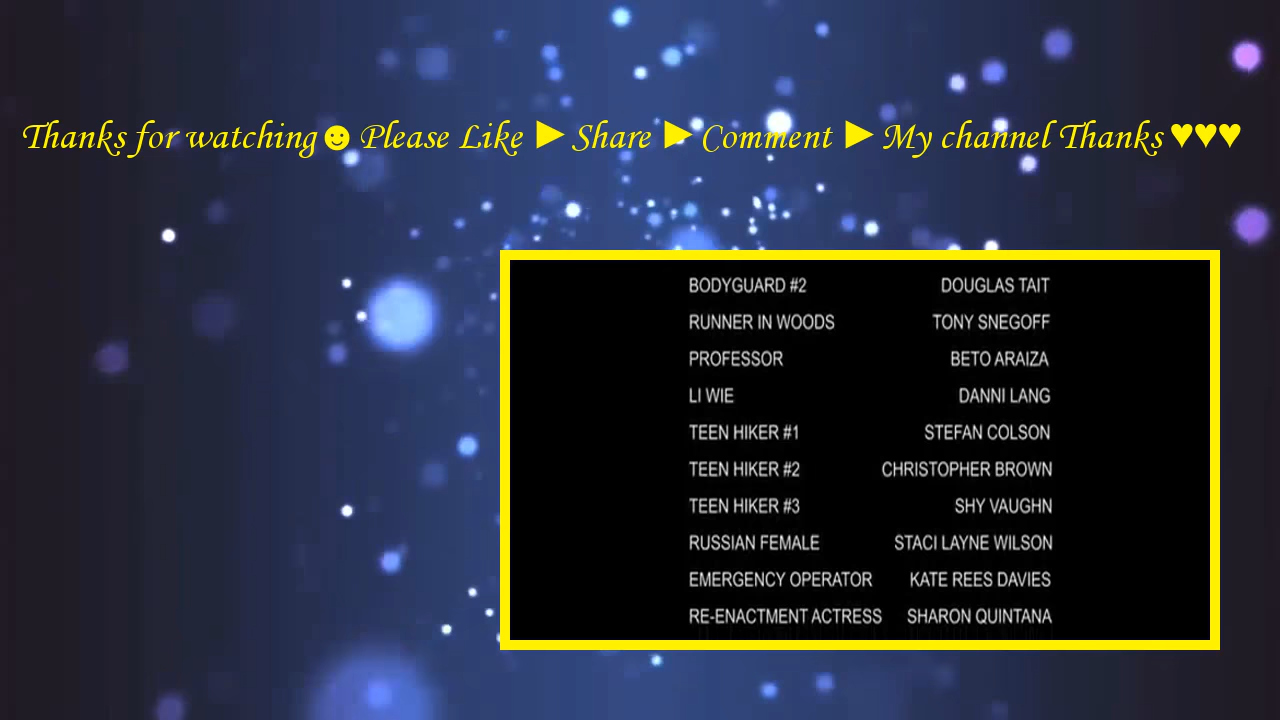 Thanks for watching☻Please Like ►Share ►Comment ►My channel Thanks♥♥♥
BODYGUARD #2 DOUGLAS TAIT
RUNNER IN WOODS TONY SNEGOFF
PROFESSOR BETO ARAIZA
LI WIE DANNI LANG
TEEN HIKER #1 STEFAN COLSON
TEEN HIKER #2 CHRISTOPHER BROWN
TEEN HIKER #3 SHY VAUGHN
RUSSIAN FEMALE STACI LAYNE WILSON
EMERGENCY OPERATOR KATE REES DAVIES
RE-ENACTMENT ACTRESS SHARON QUINTANA